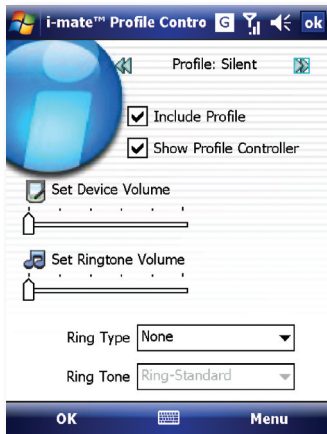 i-mate™ Profile Contro G ok
Profile: Silent
Include Profile
Show Profile Controller
Set Device Volume
Set Ringtone Volume
Ring Type None
Ring Tone Ring-Standard
OK Menu